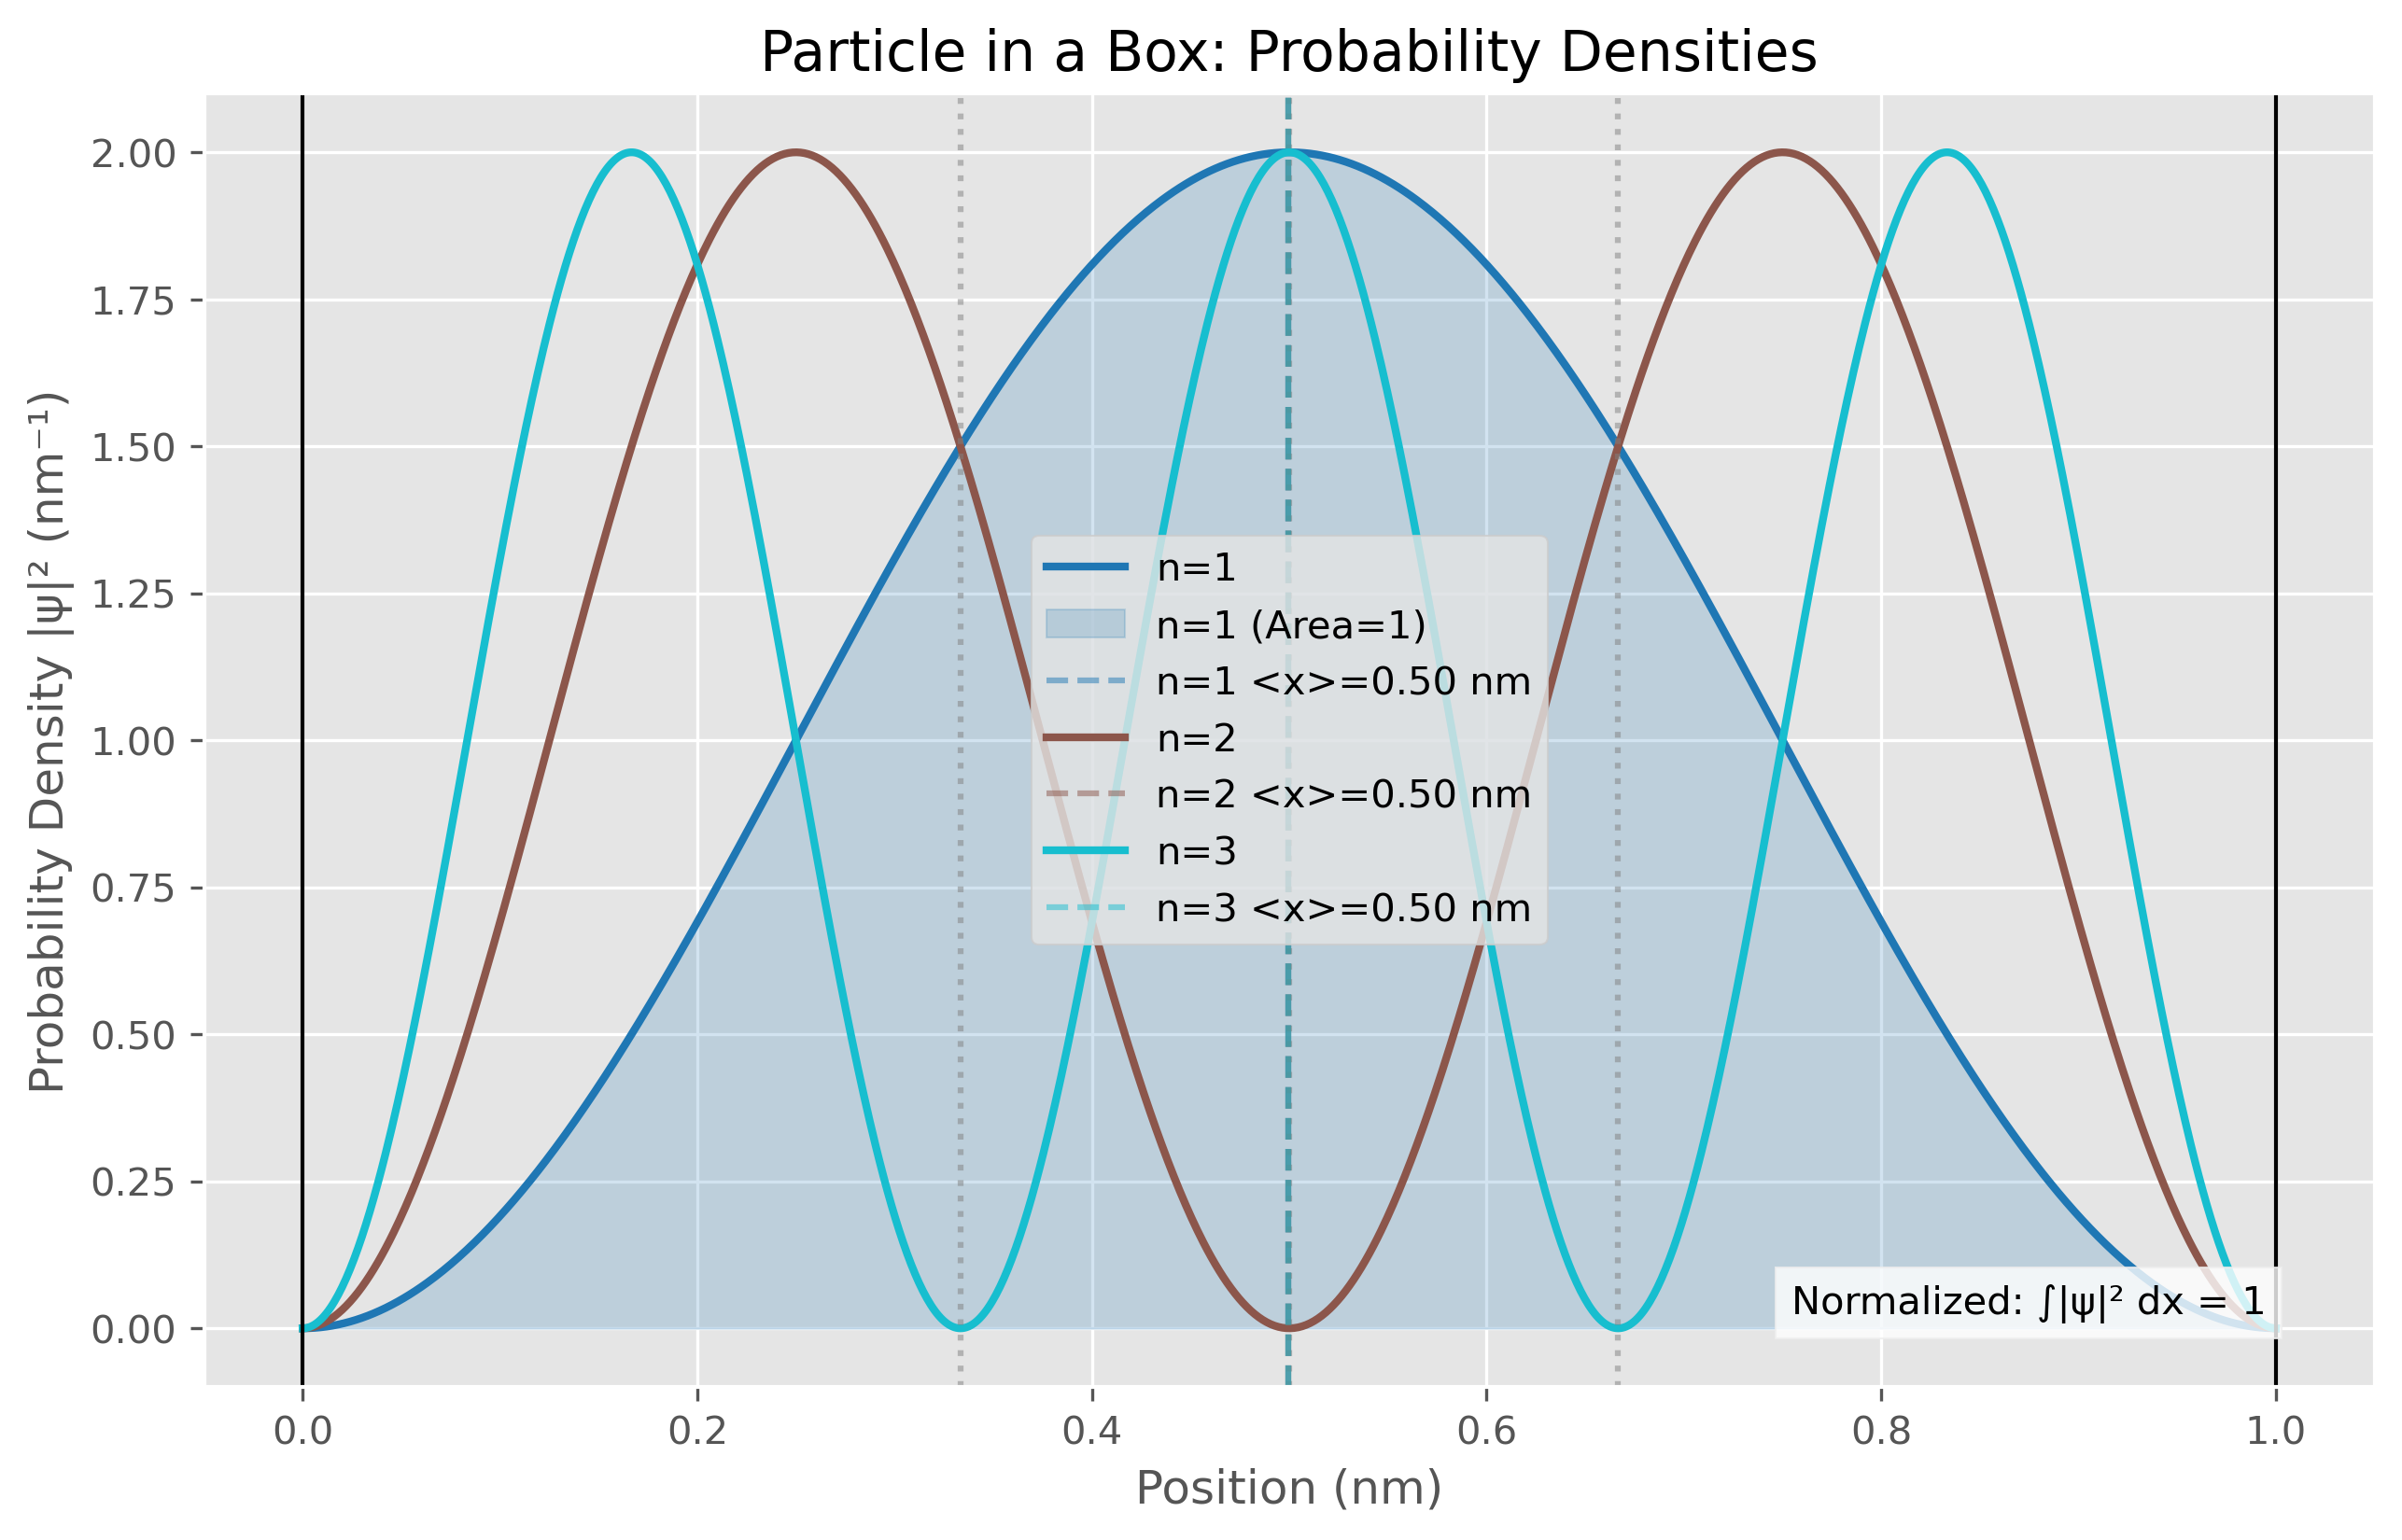 Particle in a Box: Probability Densities
Probability Density |ψ|² (nm⁻¹)
2.00
1.75
1.50
1.25
1.00
0.75
0.50
0.25
0.00
n=1
n=1 (Area=1)
n=1 <x>=0.50 nm
n=2
n=2 <x>=0.50 nm
n=3
n=3 <x>=0.50 nm
Normalized: ∫|ψ|² dx = 1
0.0 0.2 0.4 0.6 0.8 1.0
Position (nm)